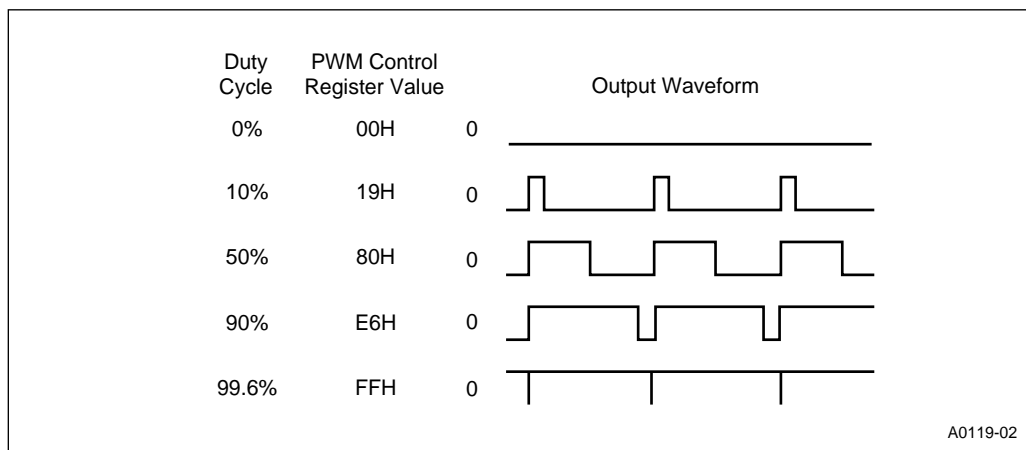 Duty Cycle PWM Control Register Value Output Waveform
0% 00H 0
10% 19H 0
50% 80H 0
90% E6H 0
99.6% FFH 0
A0119-02